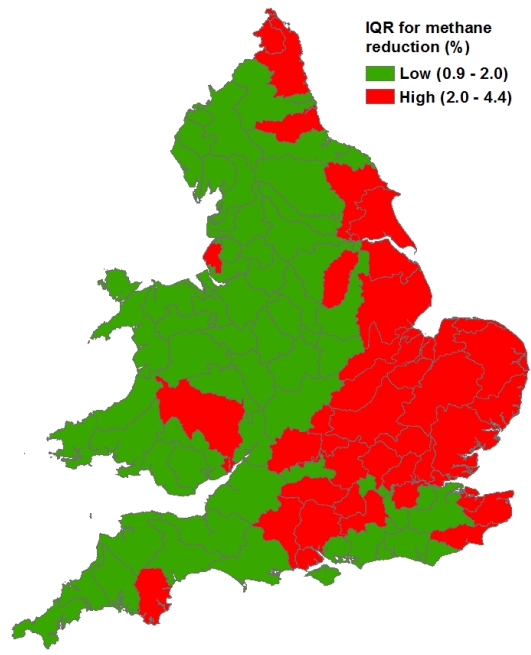 IQR for methane
reduction (%)
Low (0.9 - 2.0)
High (2.0 - 4.4)